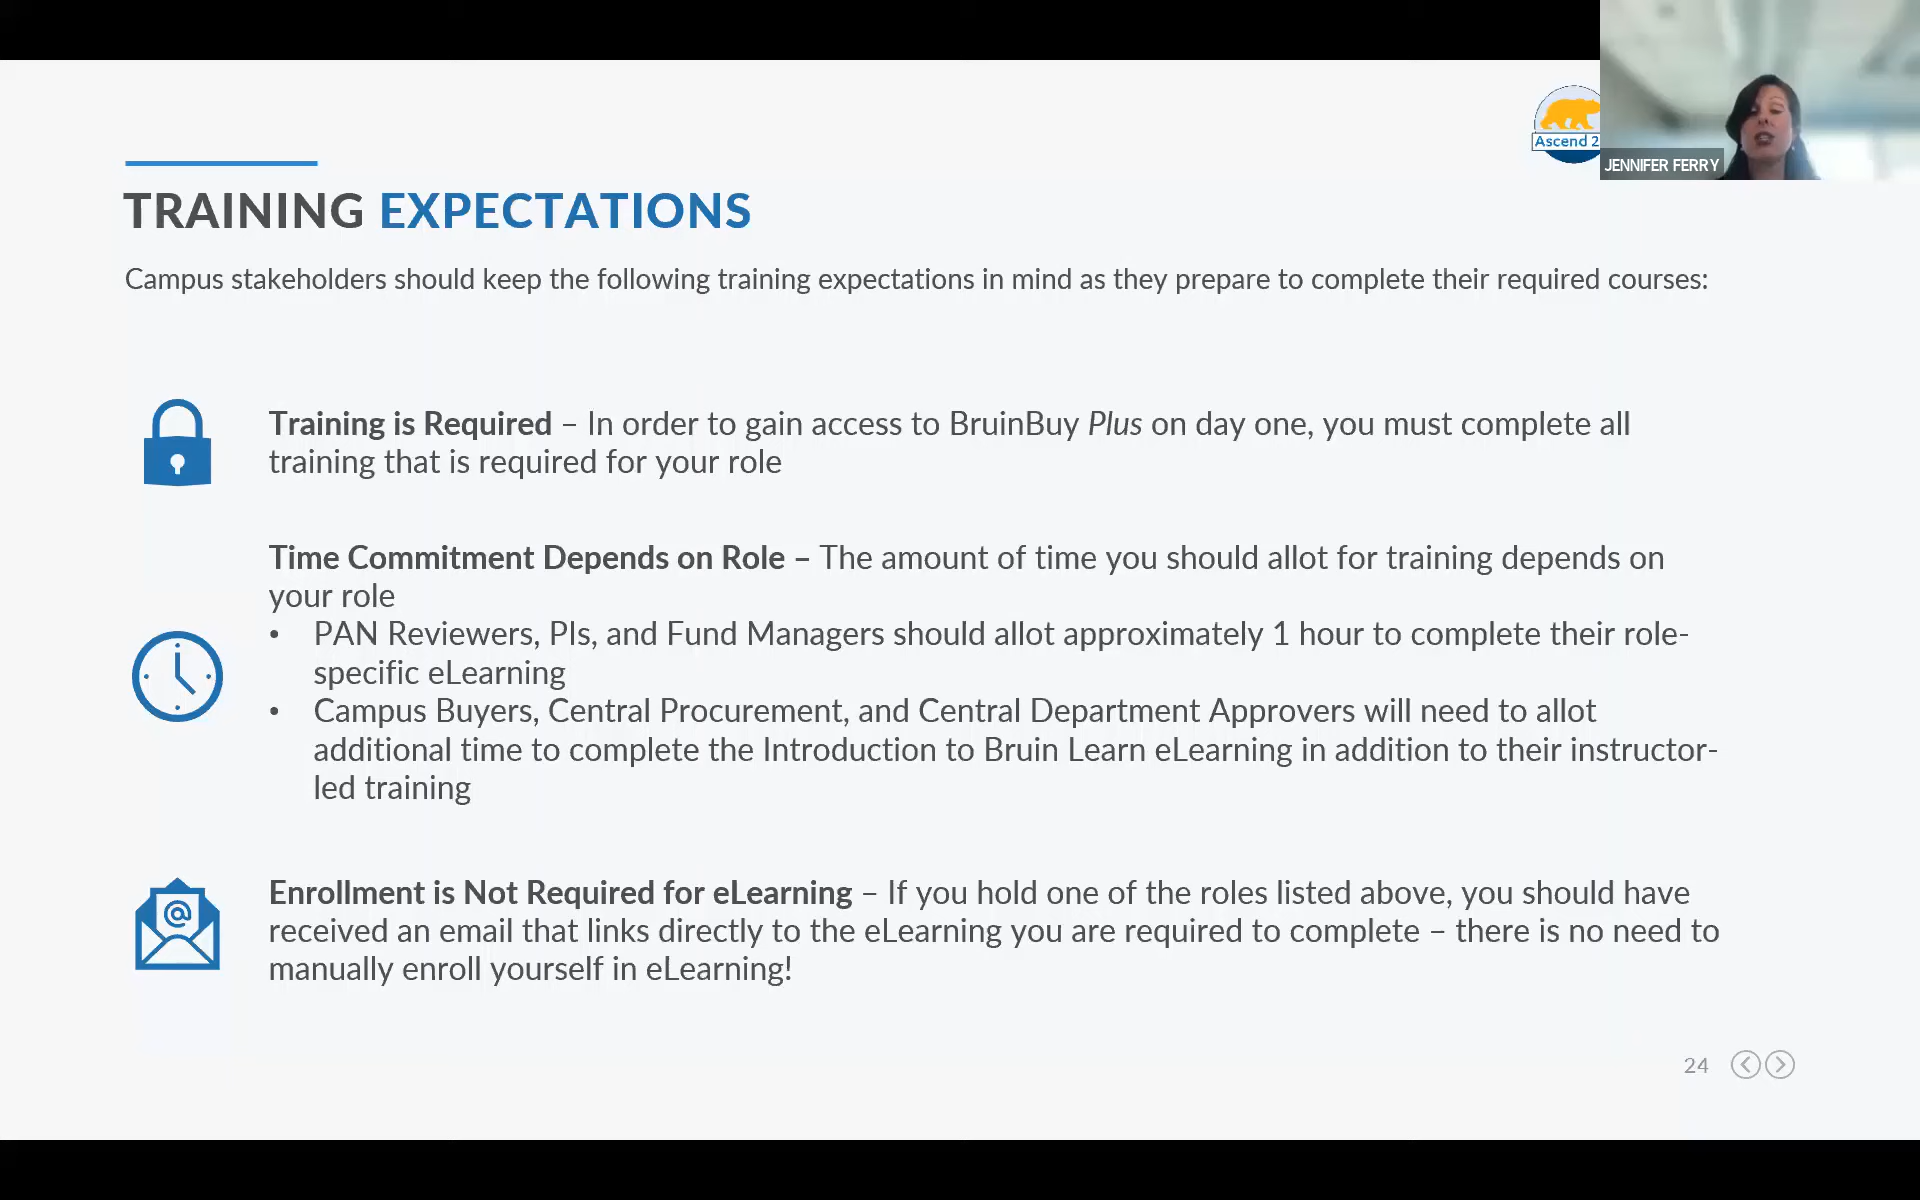 Ascend 2
JENNIFER FERRY
TRAINING EXPECTATIONS
Campus stakeholders should keep the following training expectations in mind as they prepare to complete their required courses:
Training is Required – In order to gain access to BruinBuy Plus on day one, you must complete all
training that is required for your role
Time Commitment Depends on Role – The amount of time you should allot for training depends on
your role
• PAN Reviewers, PIs, and Fund Managers should allot approximately 1 hour to complete their role-
specific eLearning
• Campus Buyers, Central Procurement, and Central Department Approvers will need to allot
additional time to complete the Introduction to Bruin Learn eLearning in addition to their instructor-
led training
@
Enrollment is Not Required for eLearning – If you hold one of the roles listed above, you should have
received an email that links directly to the eLearning you are required to complete – there is no need to
manually enroll yourself in eLearning!
24